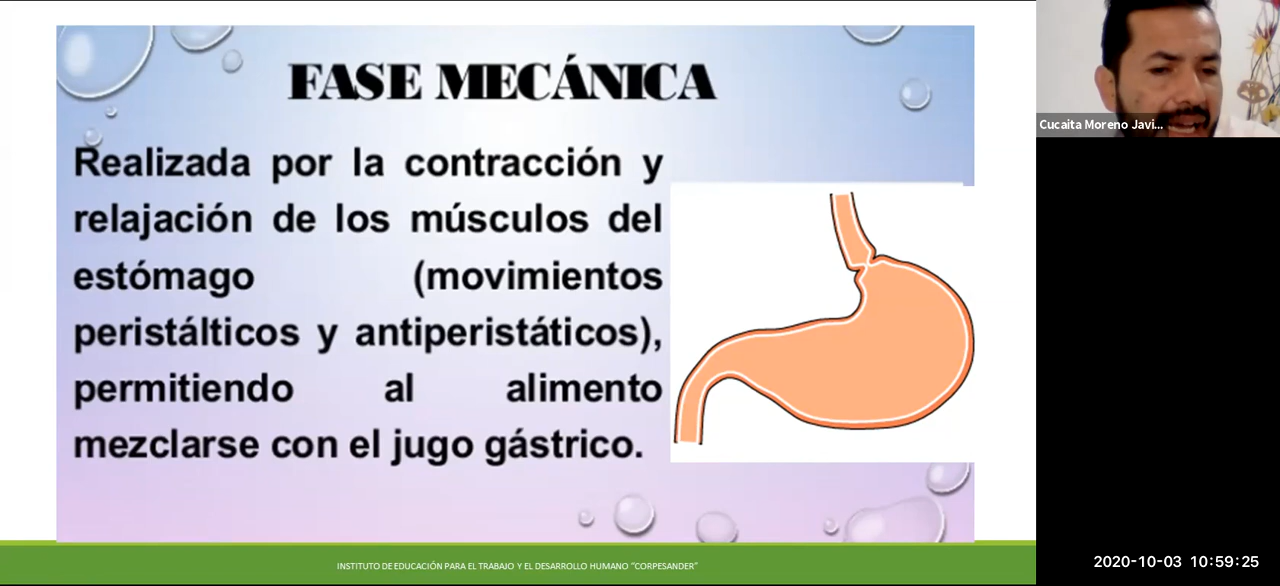 FASE MECÁNICA
Realizada por la contracción y
relajación de los músculos del
estómago (movimientos
peristálticos y antiperistáticos),
permitiendo al alimento
mezclarse con el jugo gástrico.
INSTITUTO DE EDUCACIÓN PARA EL TRABAJO Y EL DESARROLLO HUMANO “CORPESANDER”
Cucaita Moreno Javi...
2020-10-03 10:59:25